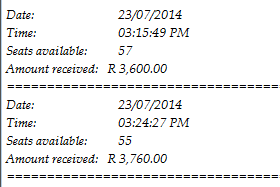 Date: 23/07/2014
Time: 03:15:49 PM
Seats available: 57
Amount received: R 3,600.00
========================================
Date: 23/07/2014
Time: 03:24:27 PM
Seats available: 55
Amount received: R 3,760.00
========================================